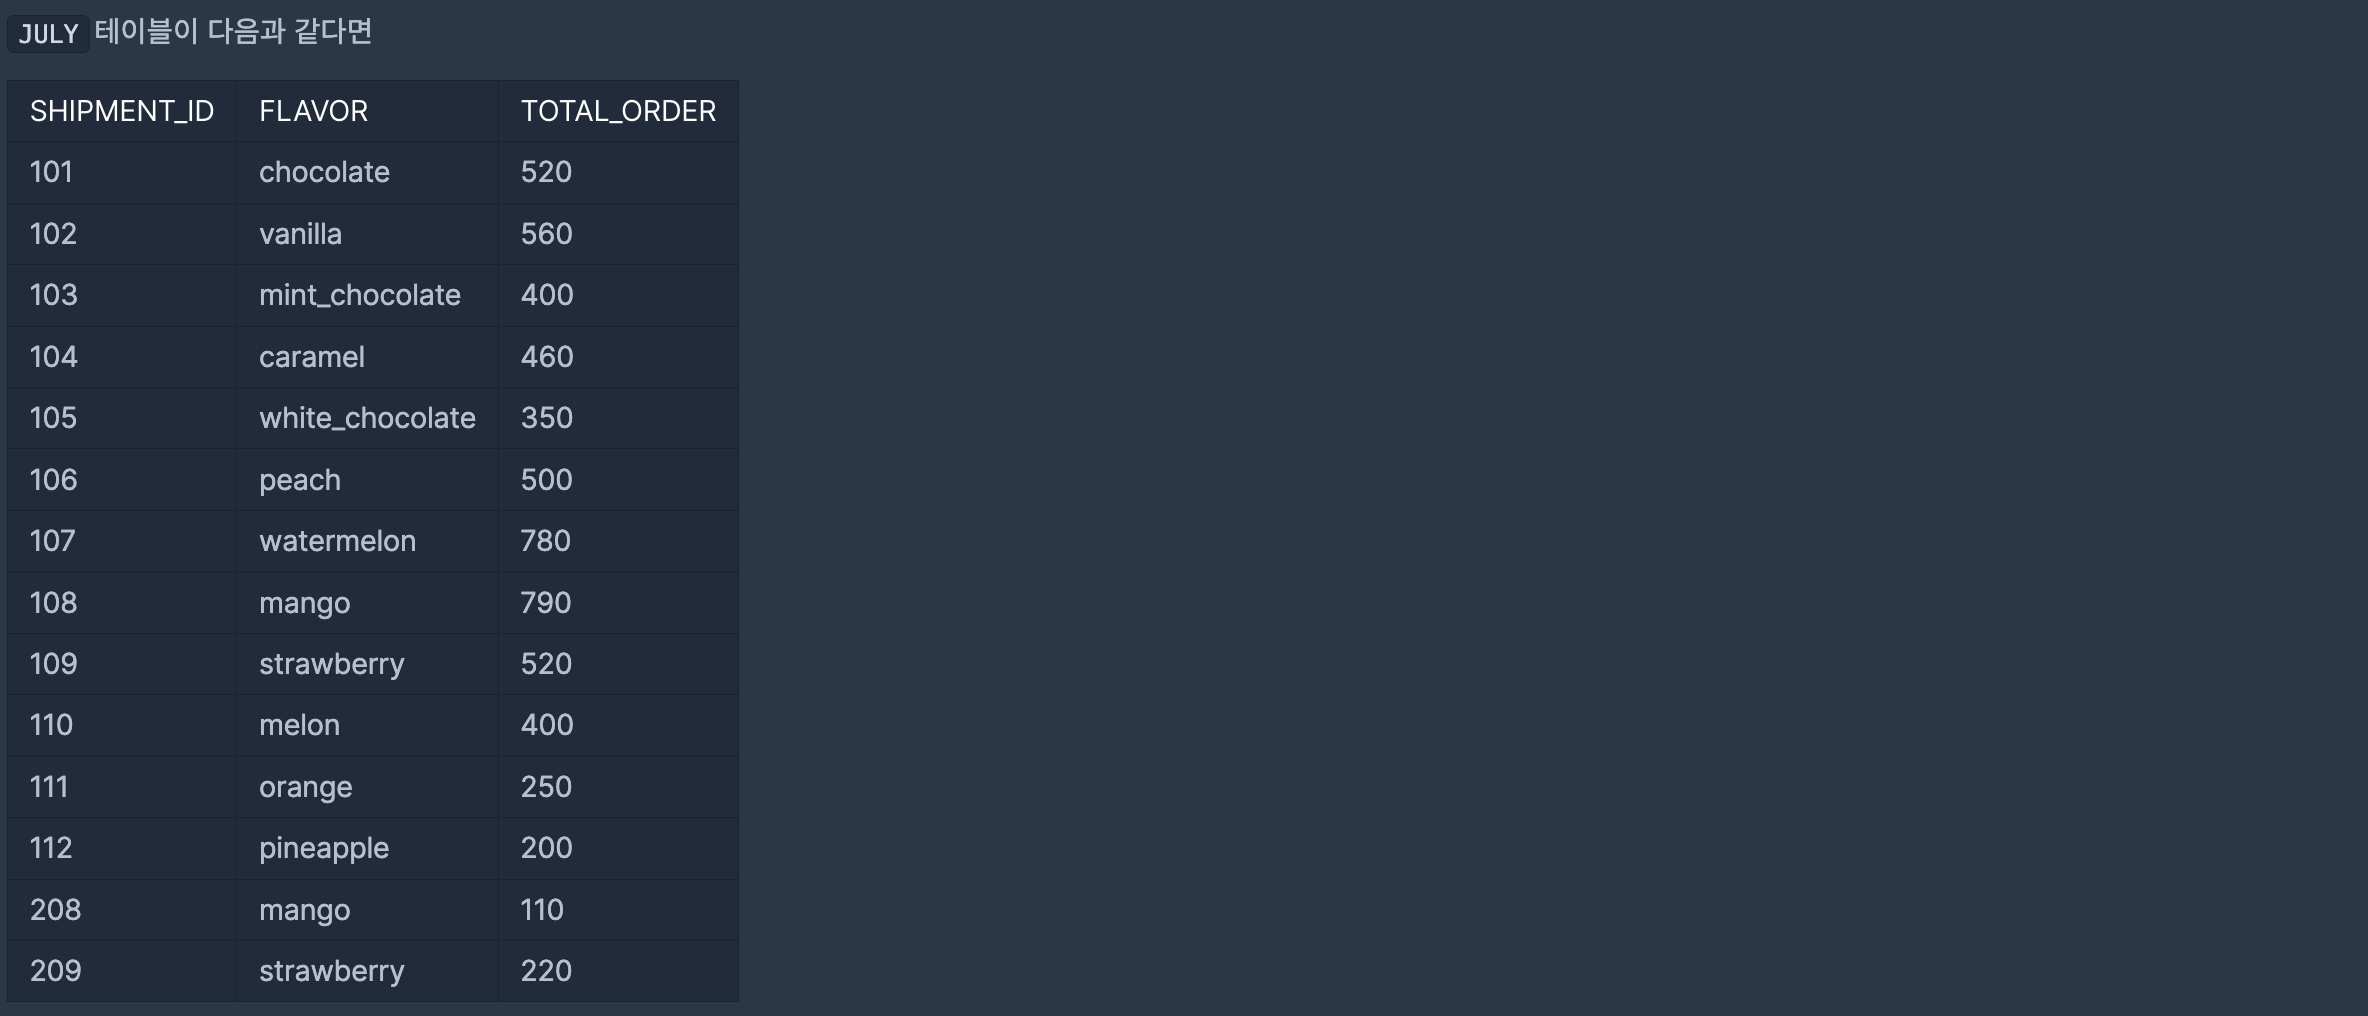 JULY 테이블이 다음과 같다면
SHIPMENT_ID FLAVOR TOTAL_ORDER
101 chocolate 520
102 vanilla 560
103 mint_chocolate 400
104 caramel 460
105 white_chocolate 350
106 peach 500
107 watermelon 780
108 mango 790
109 strawberry 520
110 melon 400
111 orange 250
112 pineapple 200
208 mango 110
209 strawberry 220